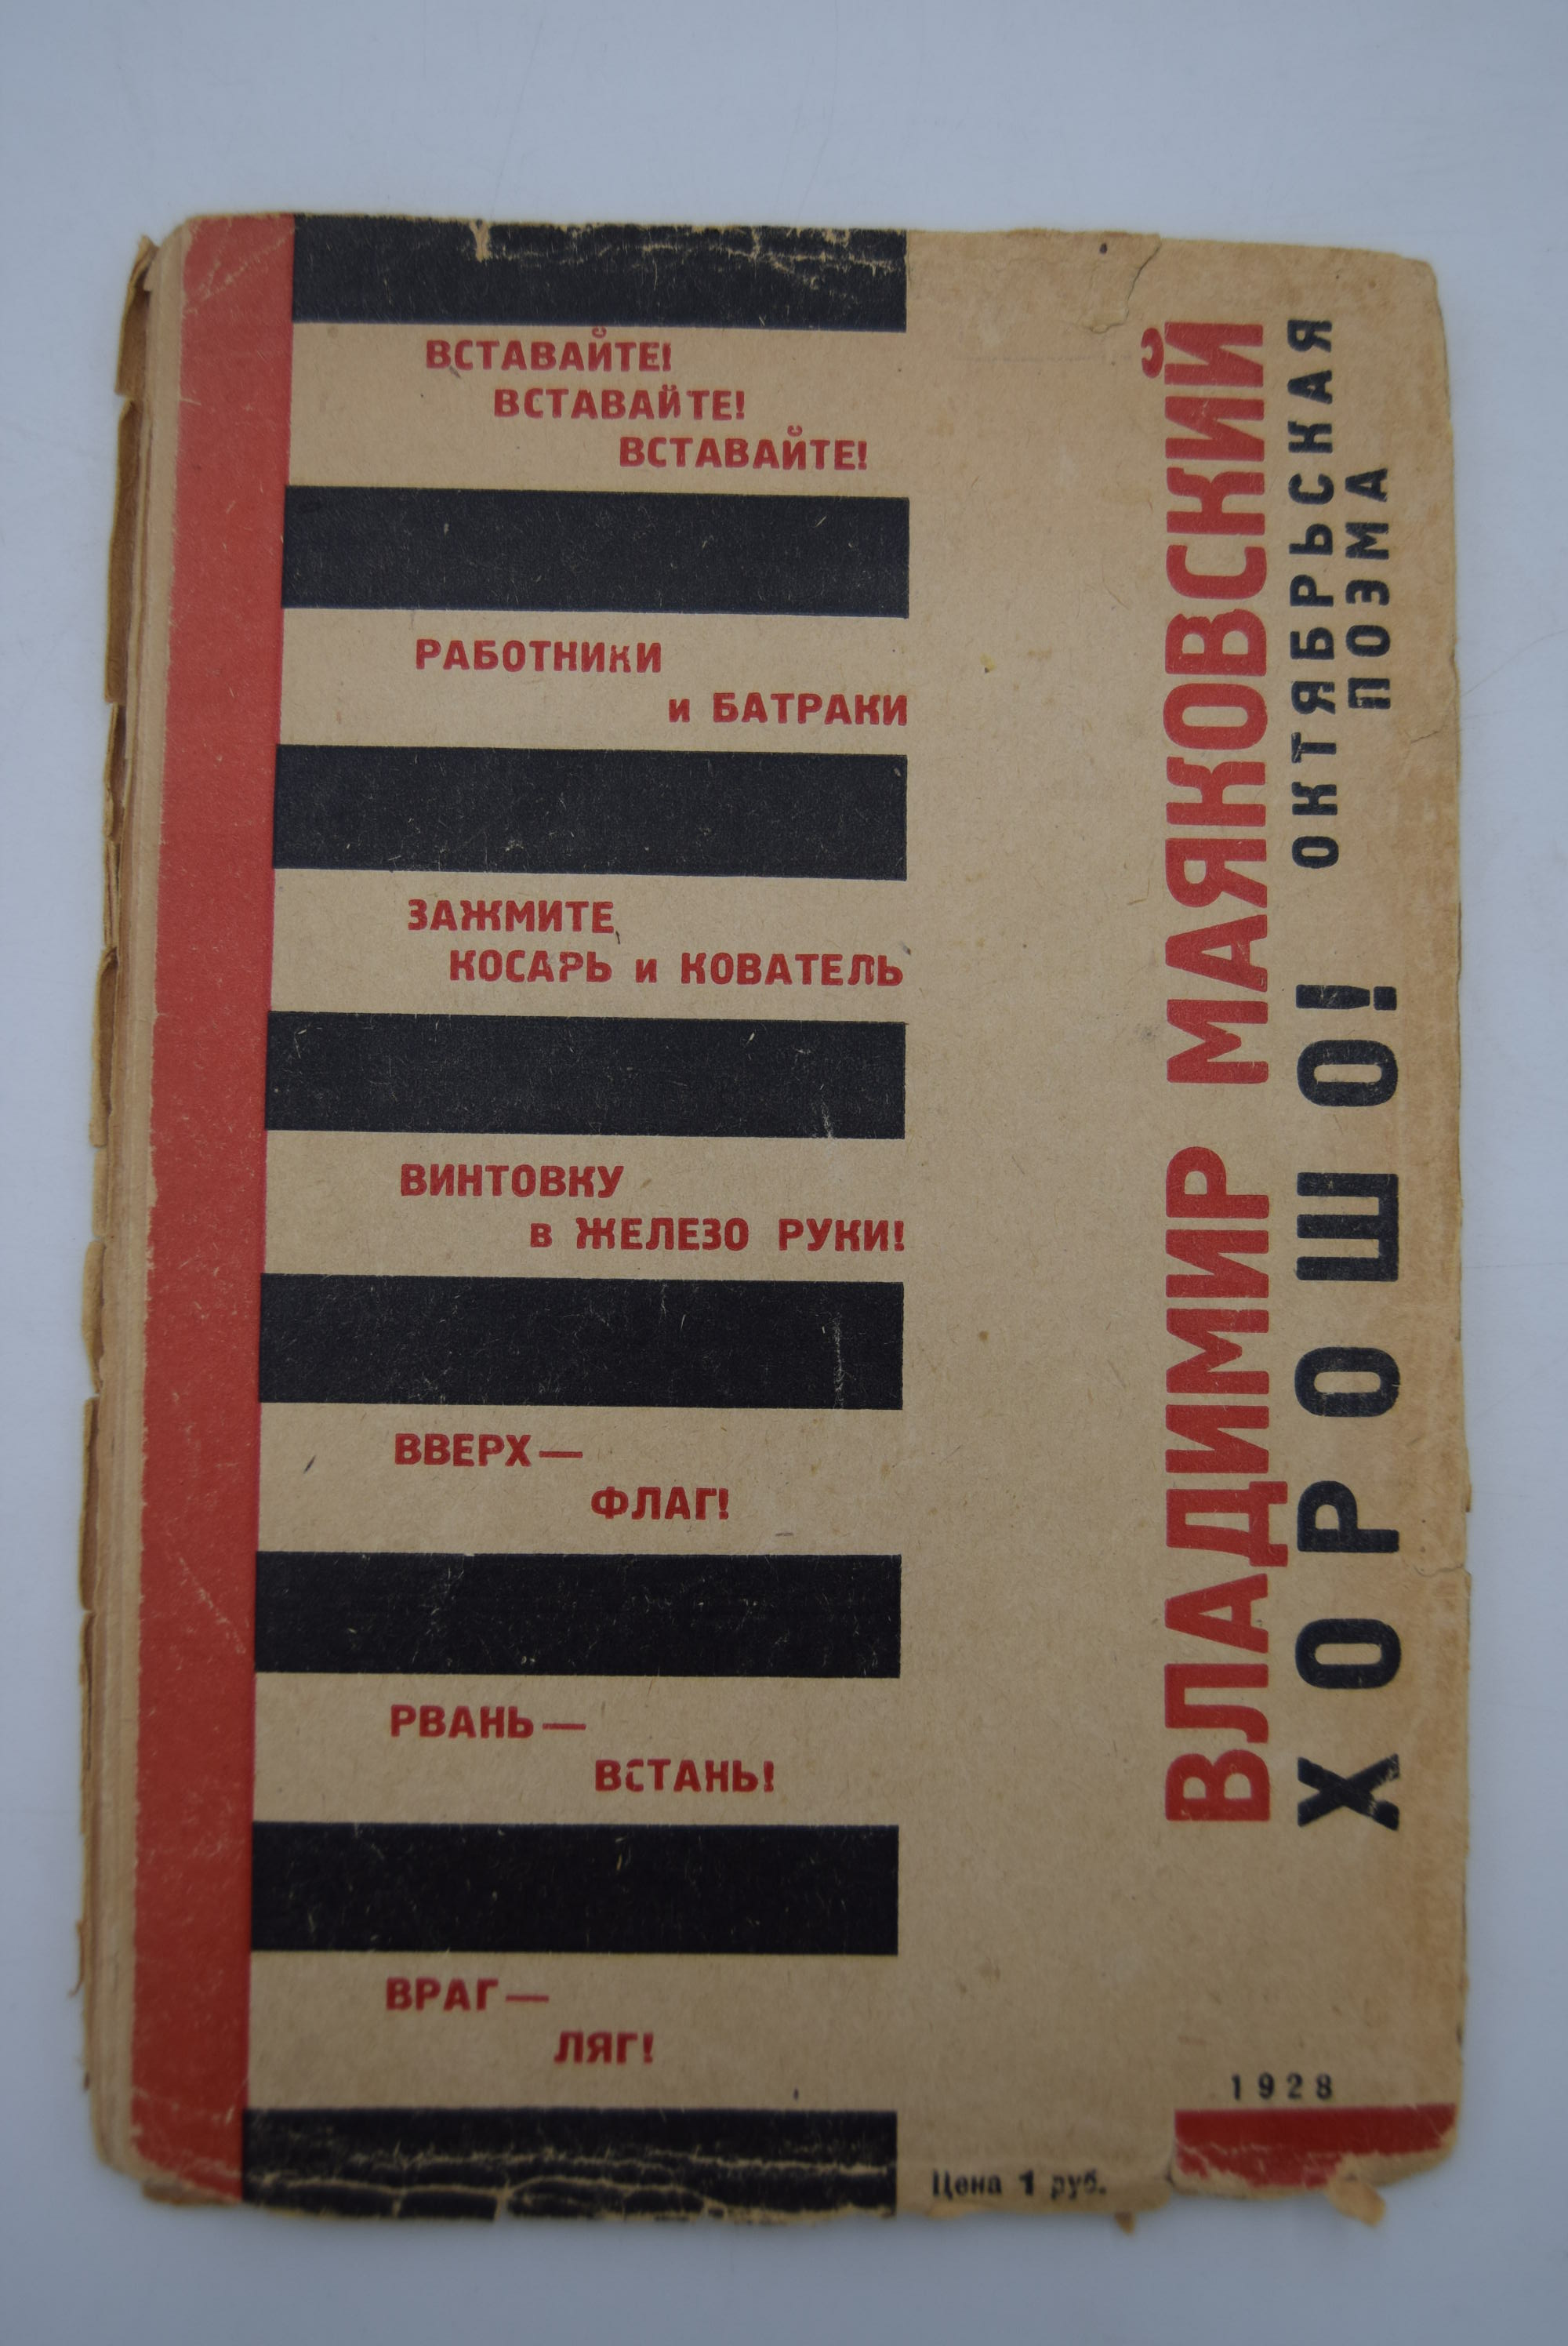 ВСТАВАЙТЕ!
ВСТАВАЙТЕ!
ВСТАВАЙТЕ!
РАБОТНИКИ
и БАТРАКИ
ЗАЖМИТЕ,
КОСАРЬ и КОВАТЕЛЬ
ВИНТОВКУ
в ЖЕЛЕЗО РУКИ!
ВВЕРХ—
ФЛАГ!
РВАНЬ—
ВСТАНЬ!
ВРАГ—
ЛЯГ!
ВЛАДИМИР МАЯКОВСКИЙ
ХОРОШО!
ОКТЯБРЬСКАЯ
ПОЭМА
1928
Цена 1 руб.